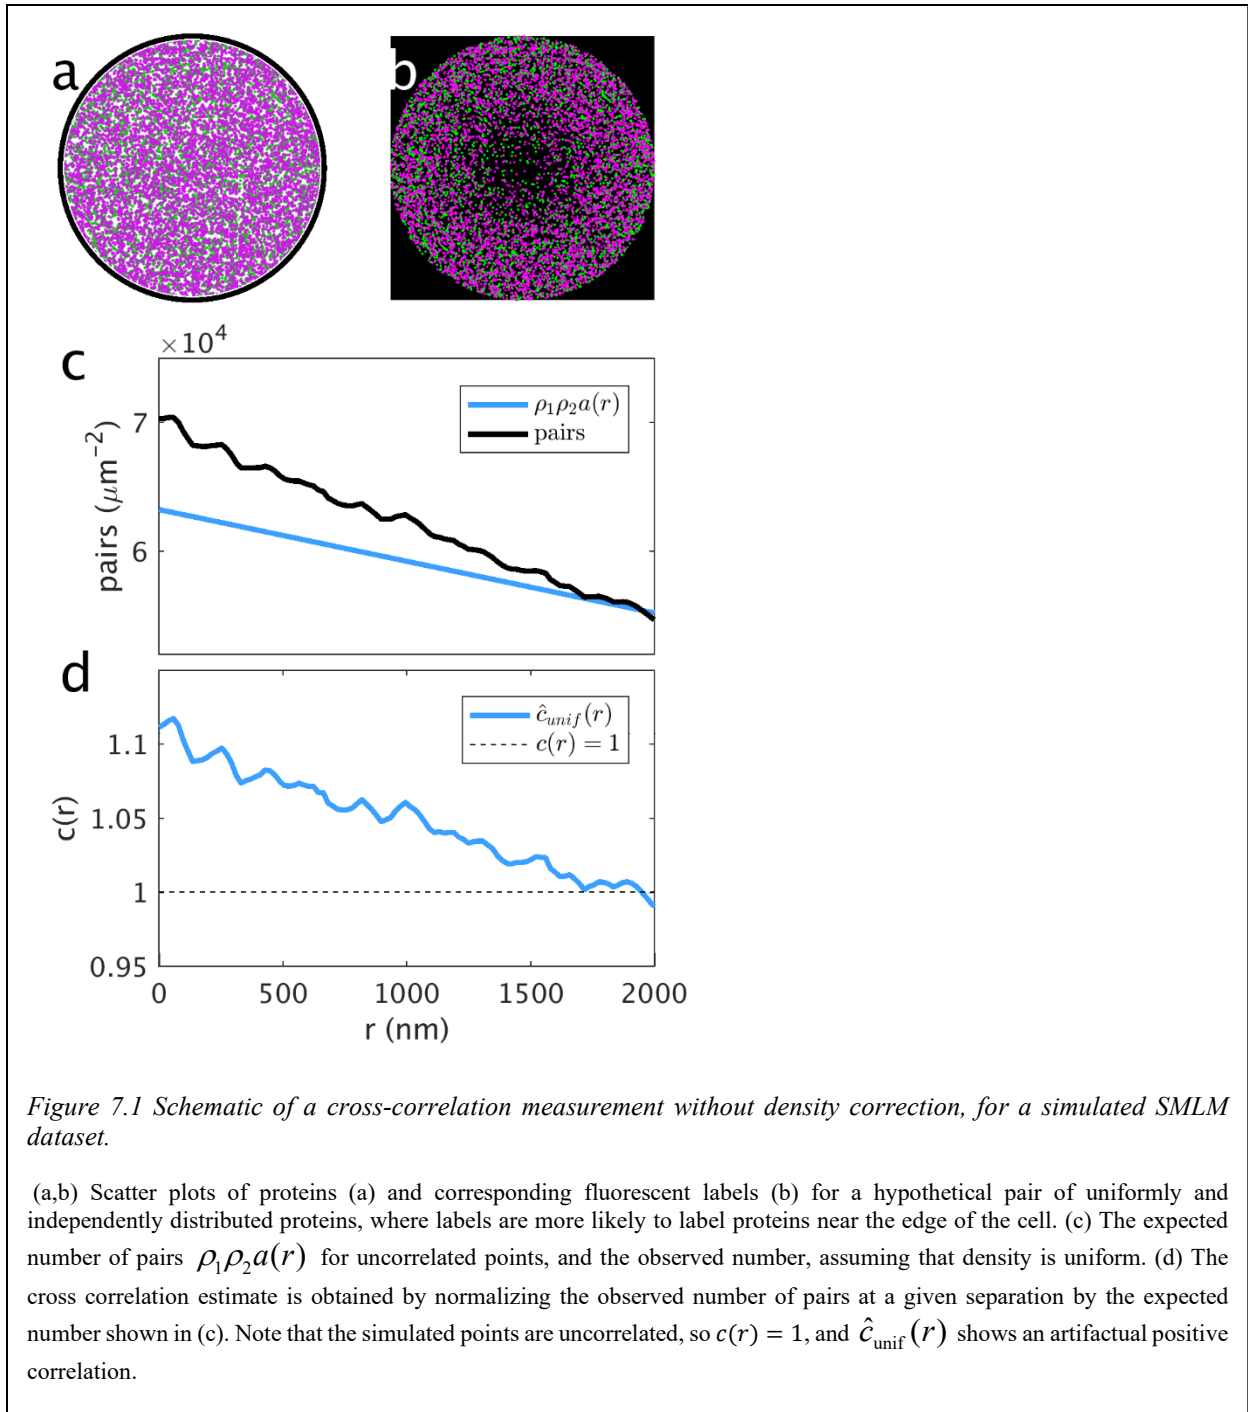 a
b
×10⁴
c
7
6
pairs (μm⁻²)
ρ₁ρ₂a(r)
pairs
d
1.1
1.05
1
0.95
c(r)
ĉ_unif(r)
c(r) = 1
0 500 1000 1500 2000
r (nm)
Figure 7.1 Schematic of a cross-correlation measurement without density correction, for a simulated SMLM
dataset.
(a,b) Scatter plots of proteins (a) and corresponding fluorescent labels (b) for a hypothetical pair of uniformly and
independently distributed proteins, where labels are more likely to label proteins near the edge of the cell. (c) The expected
number of pairs ρ₁ρ₂a(r) for uncorrelated points, and the observed number, assuming that density is uniform. (d) The
cross correlation estimate is obtained by normalizing the observed number of pairs at a given separation by the expected
number shown in (c). Note that the simulated points are uncorrelated, so c(r) = 1, and ĉ_unif(r) shows an artifactual positive
correlation.